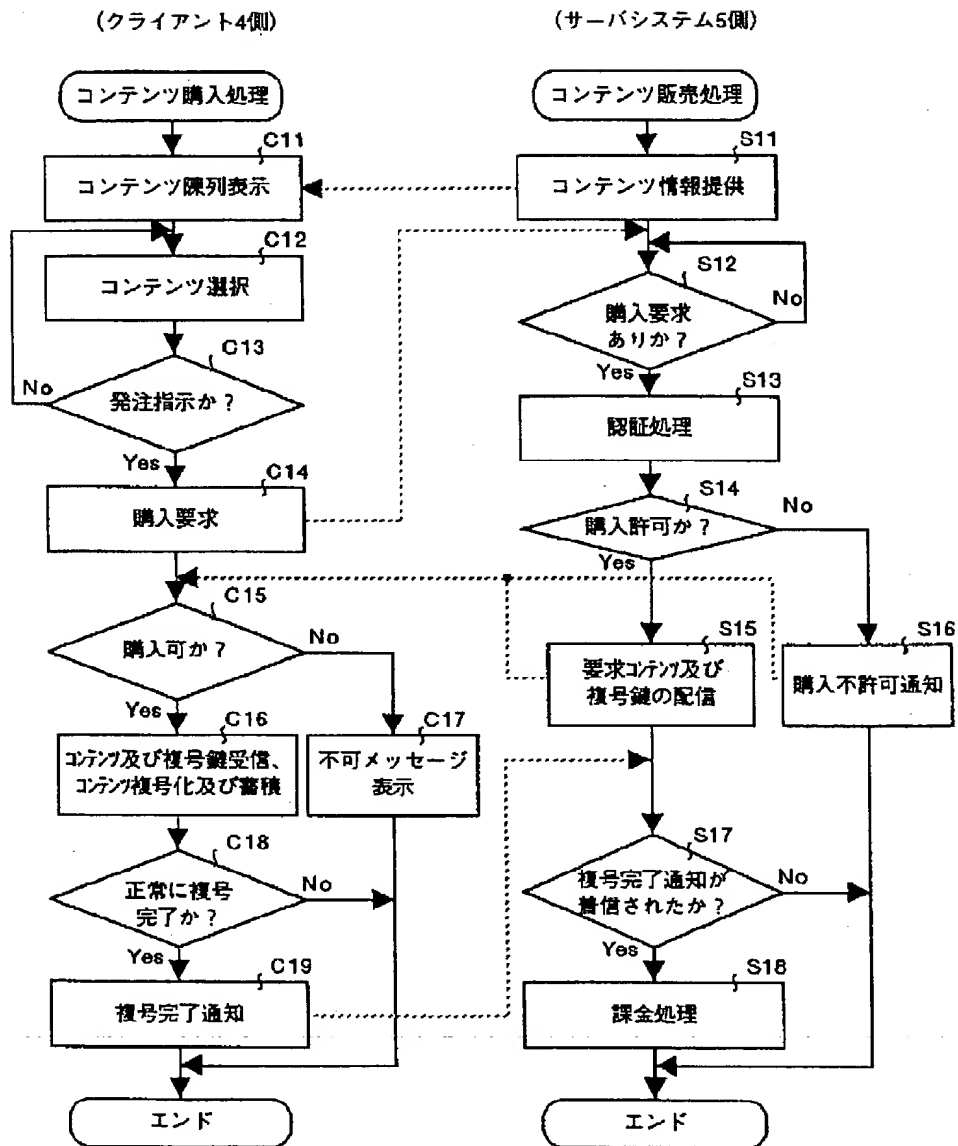 (クライアント4側)
コンテンツ購入処理
C11
コンテンツ陳列表示
C12
コンテンツ選択
C13
発注指示か？
No
Yes
C14
購入要求
C15
購入可か？
No
Yes
C16
コンテンツ及び複号鍵受信、
コンテンツ複号化及び蓄積
C17
不可メッセージ
表示
C18
正常に複号
完了か？
No
Yes
C19
複号完了通知
エンド
(サーバシステム5側)
コンテンツ販売処理
S11
コンテンツ情報提供
S12
購入要求
ありか？
No
Yes
S13
認証処理
S14
購入許可か？
No
Yes
S15
要求コンテンツ及び
複号鍵の配信
S16
購入不許可通知
S17
複号完了通知が
着信されたか？
No
Yes
S18
課金処理
エンド